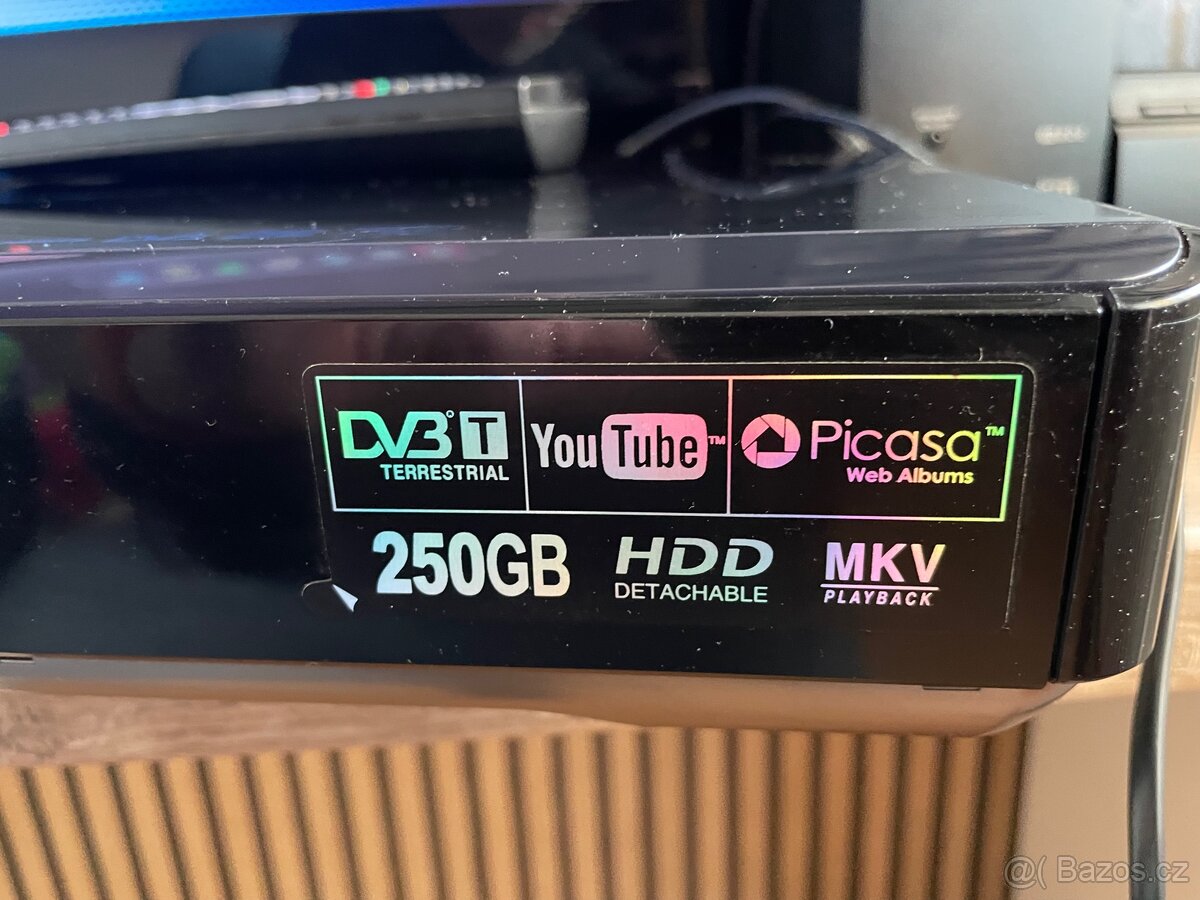 DVB T YouTube™ Picasa™
TERRESTRIAL Web Albums
250GB HDD MKV
DETACHABLE PLAYBACK
@( Bazos.cz